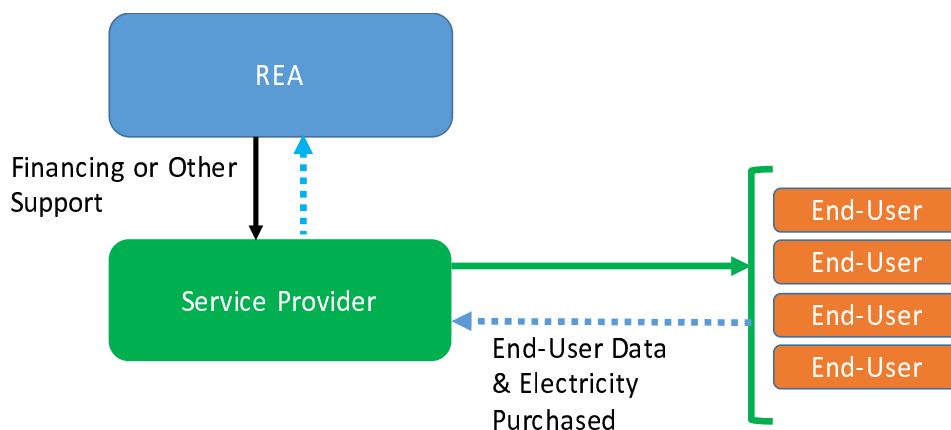 REA
Financing or Other
Support
Service Provider
End-User
End-User
End-User
End-User
End-User Data
& Electricity
Purchased